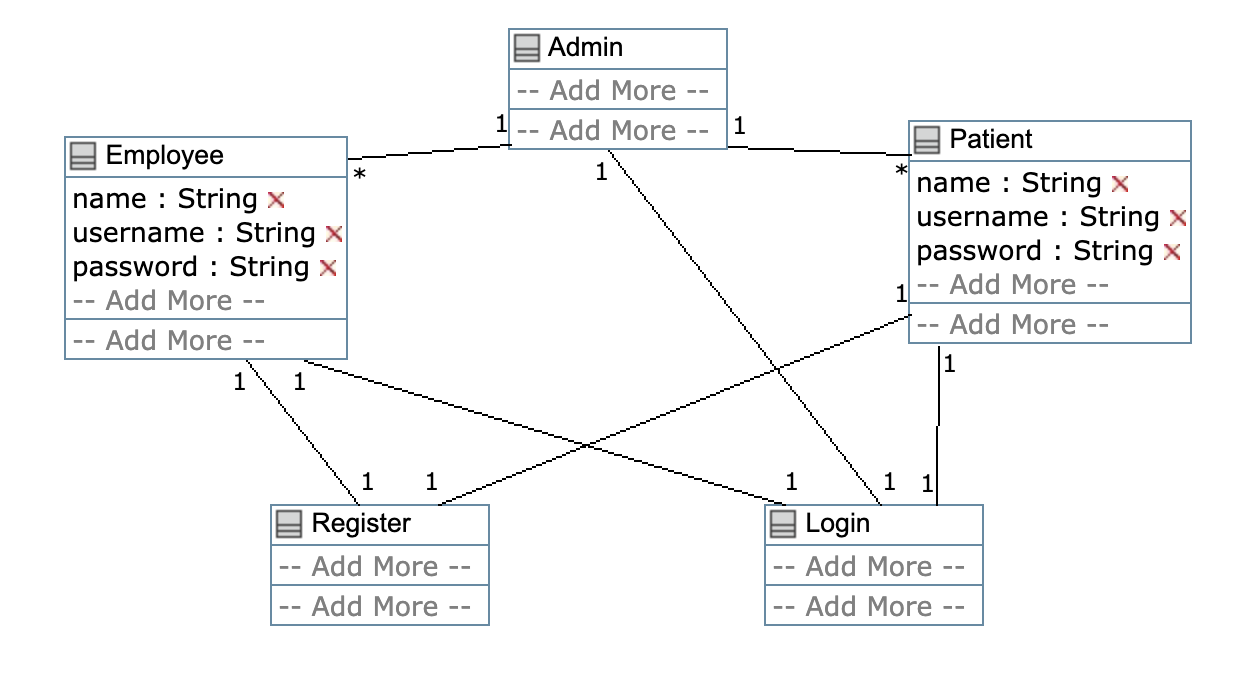 Admin
-- Add More --
-- Add More --
1
1
1
Employee
name : String
username : String
password : String
-- Add More --
-- Add More --
*
1
1
Patient
name : String
username : String
password : String
-- Add More --
-- Add More --
*
1
1
Register
-- Add More --
-- Add More --
1
1
Login
-- Add More --
-- Add More --
1
1
1